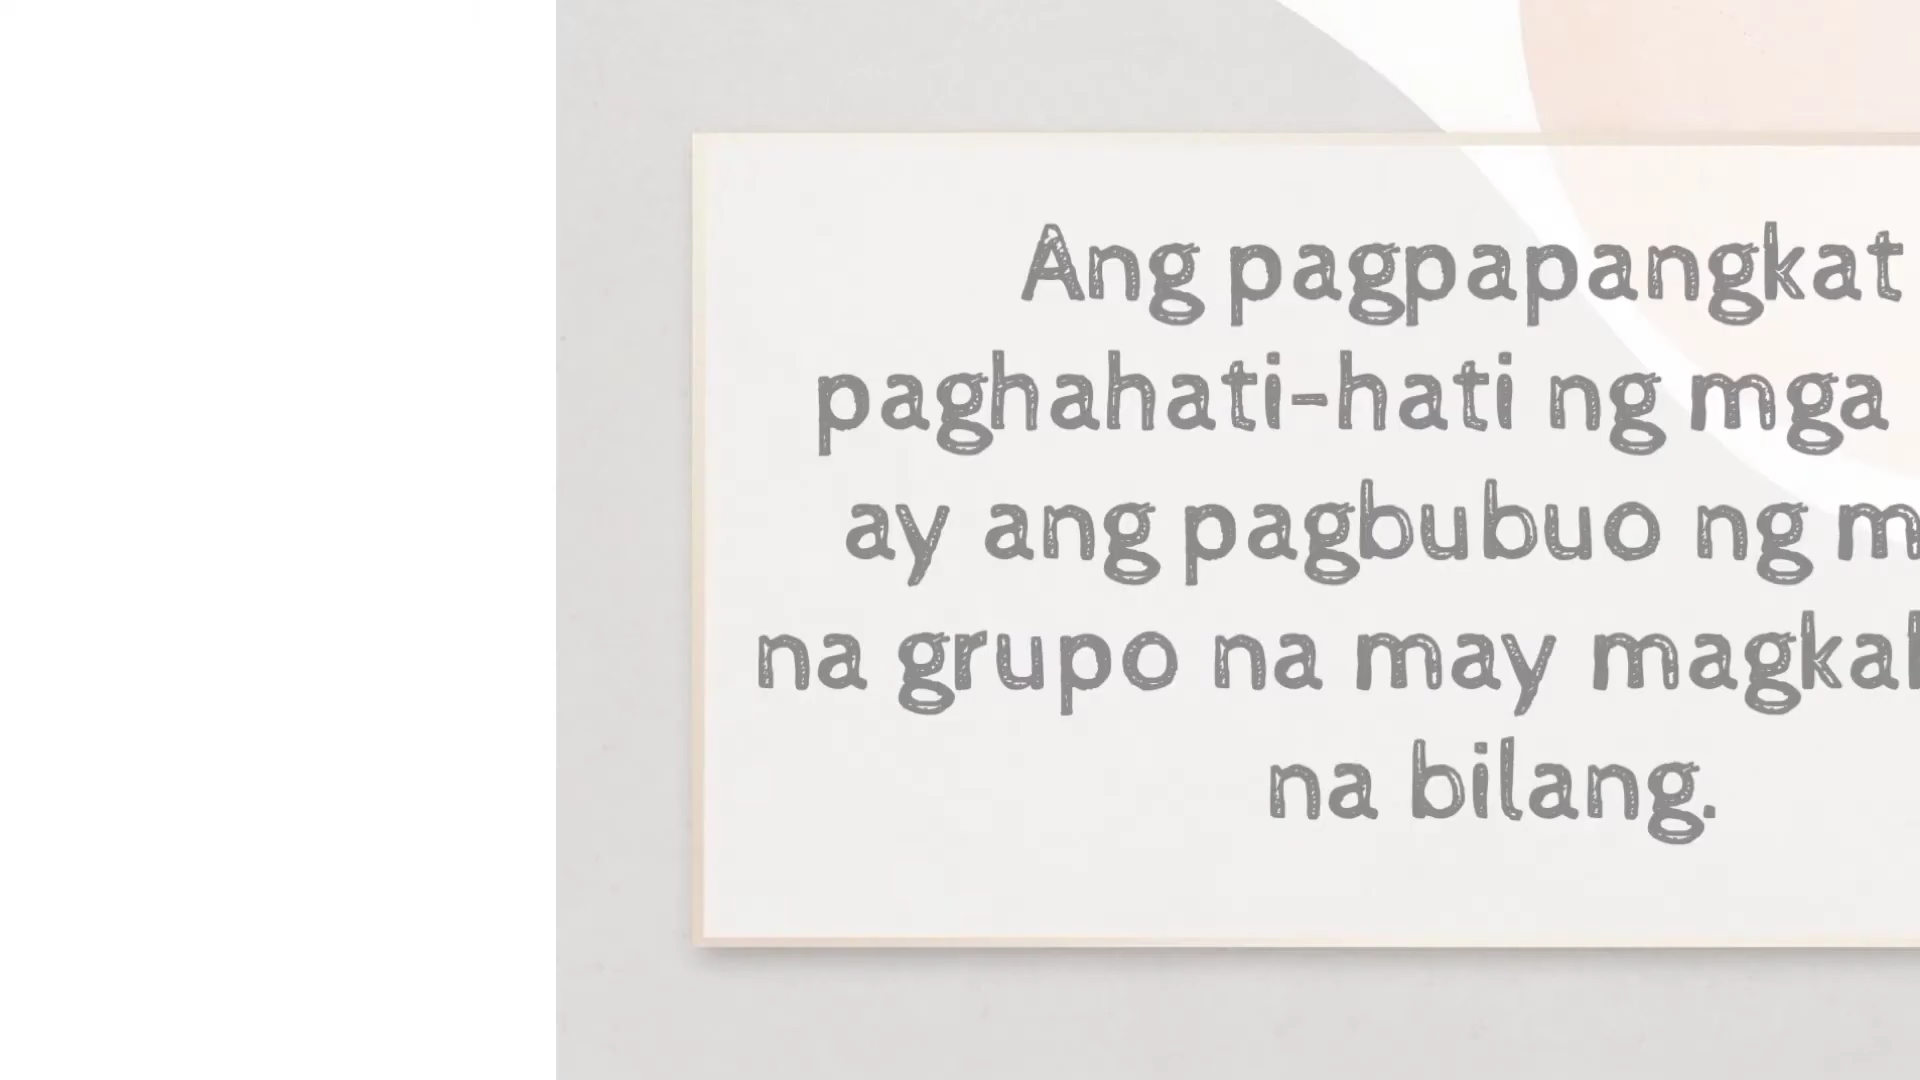 Ang pagpapangkat
paghahati-hati ng mga
ay ang pagbubuo ng
na grupo na may
na bilang.